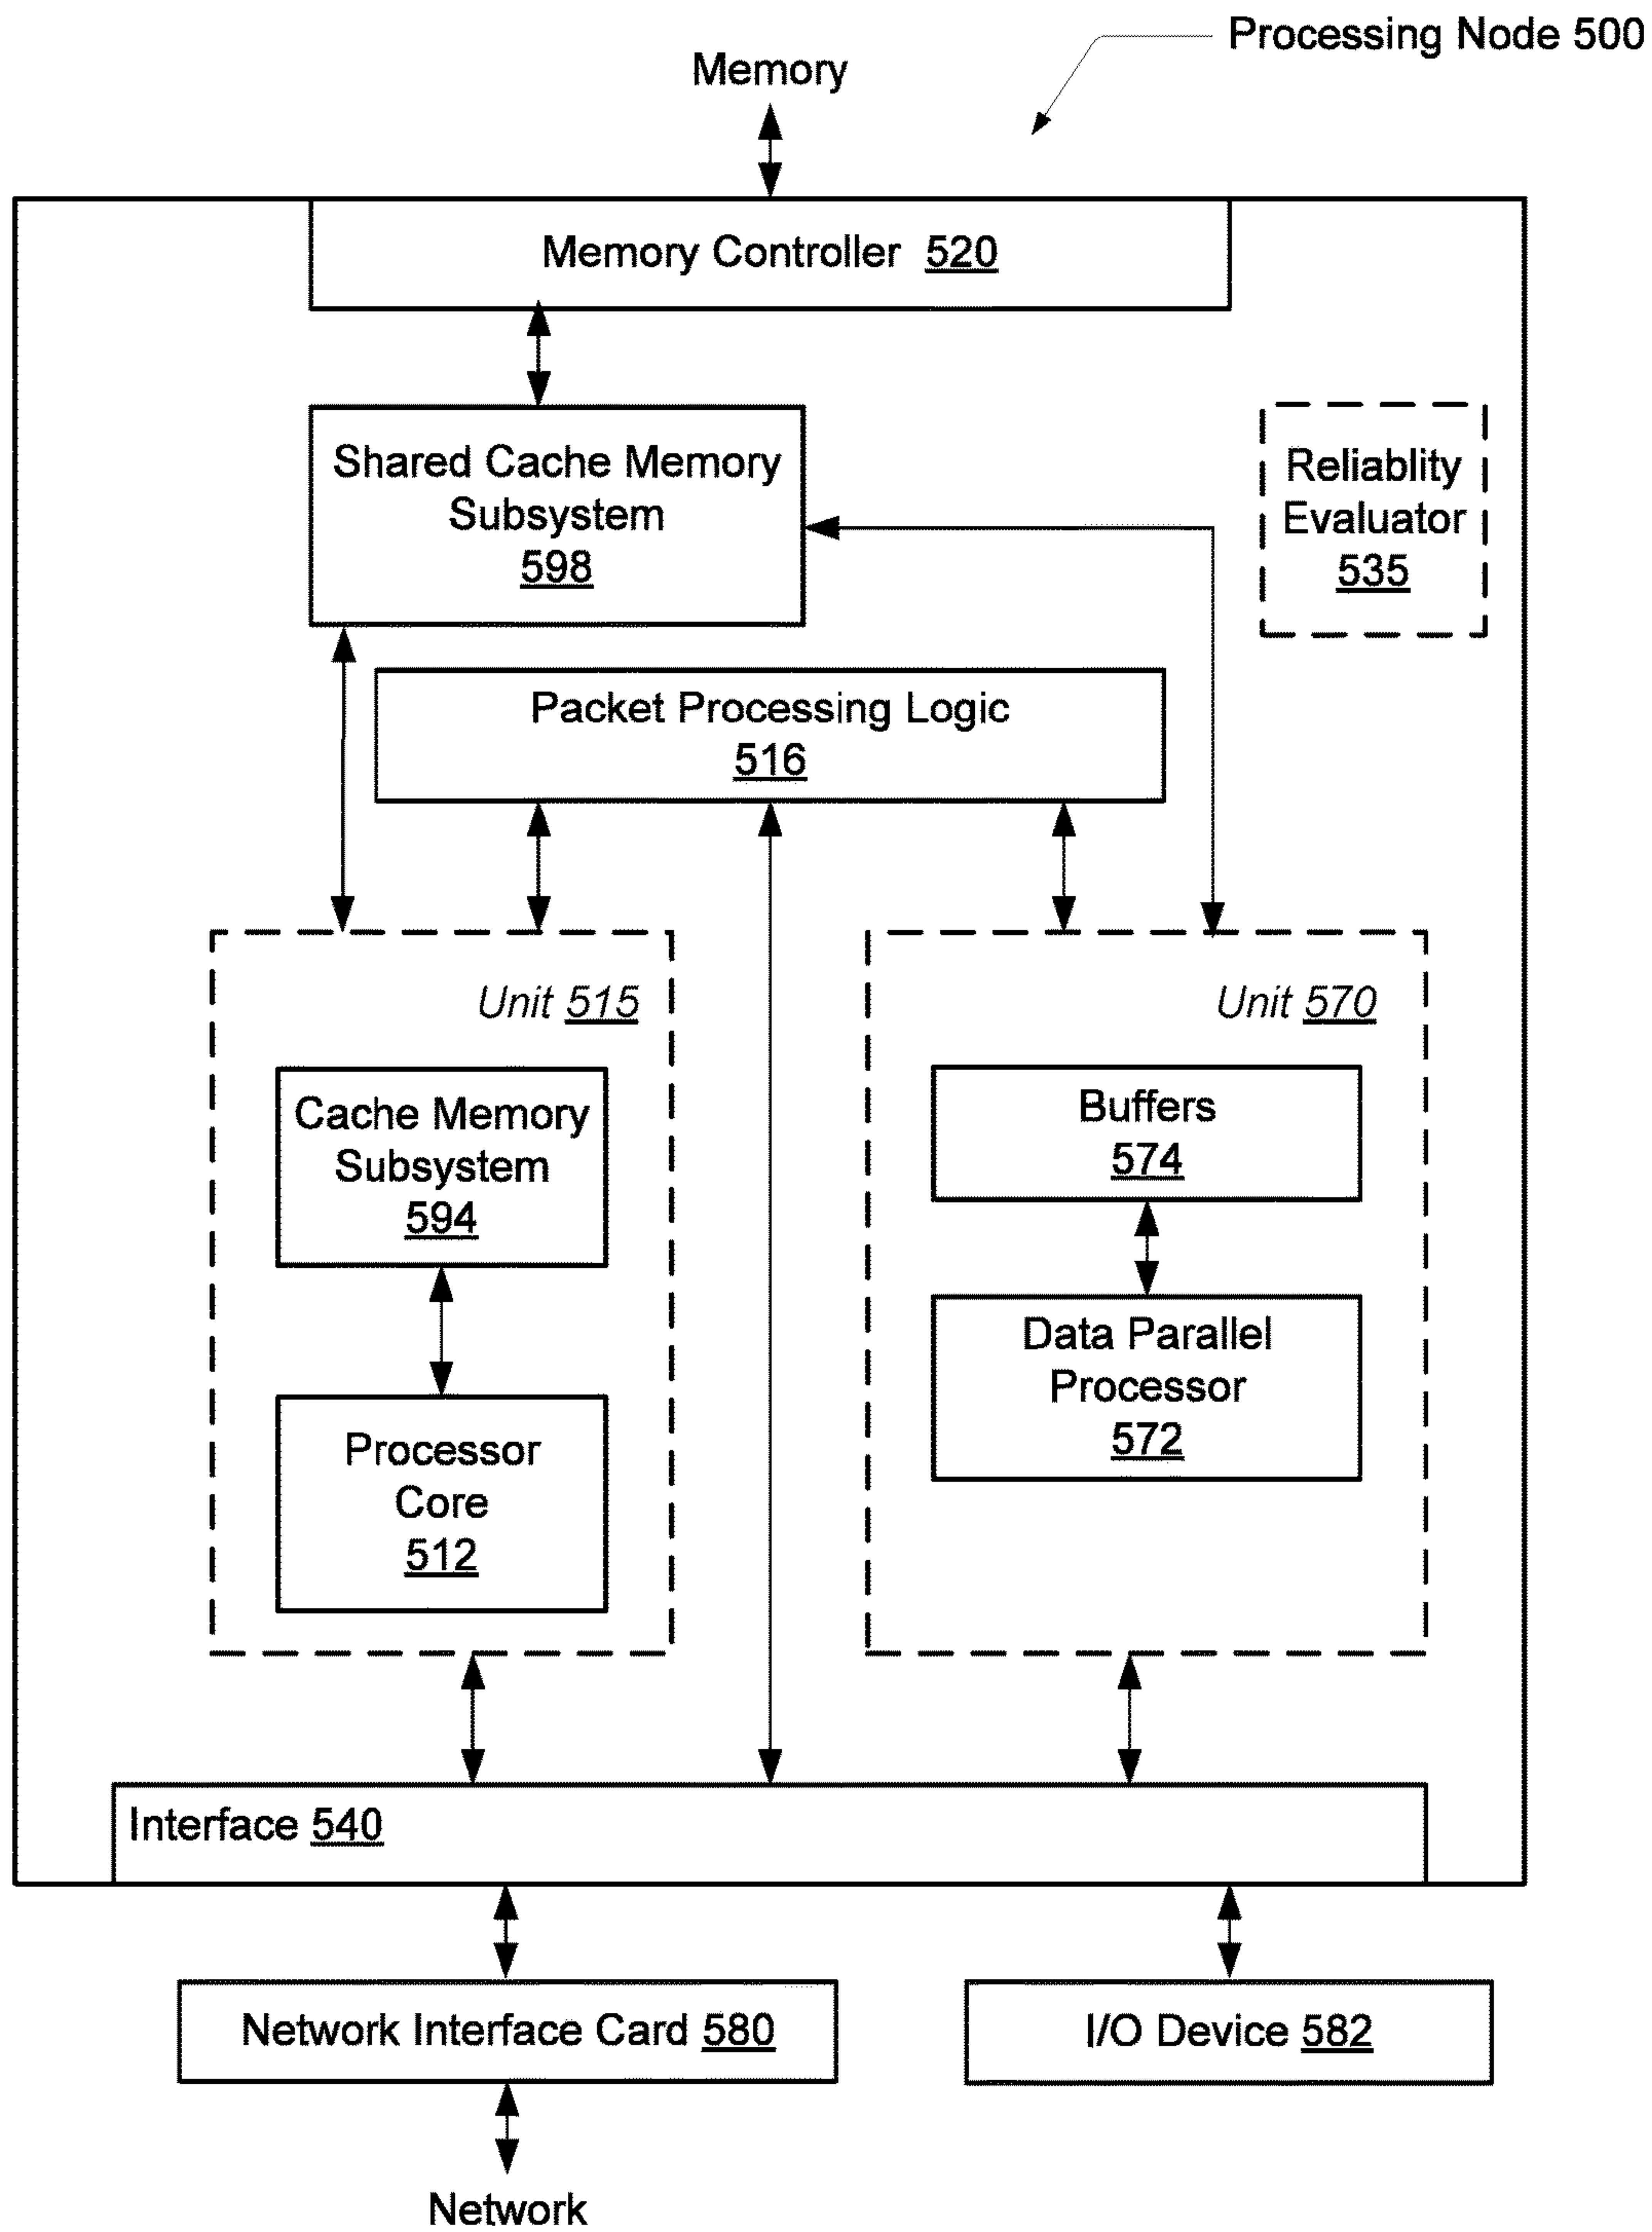 Processing Node 500
Memory
Memory Controller 520
Shared Cache Memory
Subsystem
598
Reliablity
Evaluator
535
Packet Processing Logic
516
Unit 515
Unit 570
Cache Memory
Subsystem
594
Buffers
574
Data Parallel
Processor
572
Processor
Core
512
Interface 540
Network Interface Card 580
I/O Device 582
Network